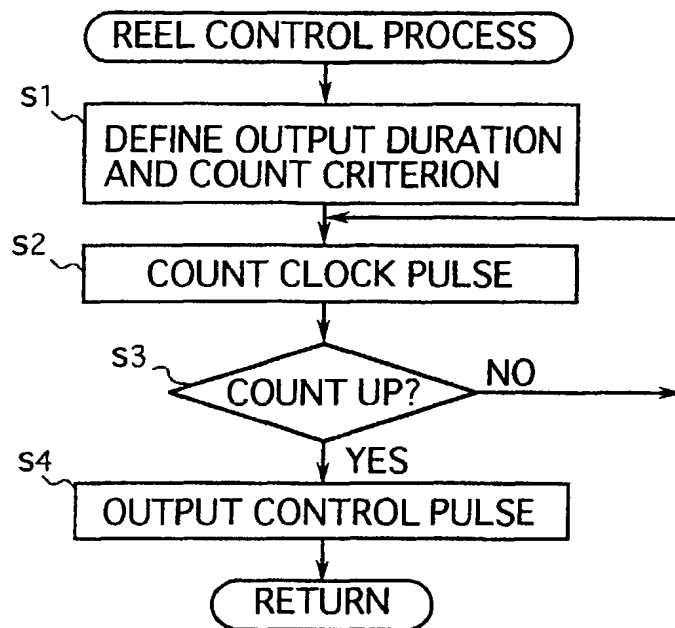 REEL CONTROL PROCESS
S1
DEFINE OUTPUT DURATION
AND COUNT CRITERION
S2
COUNT CLOCK PULSE
S3
COUNT UP?
NO
YES
S4
OUTPUT CONTROL PULSE
RETURN